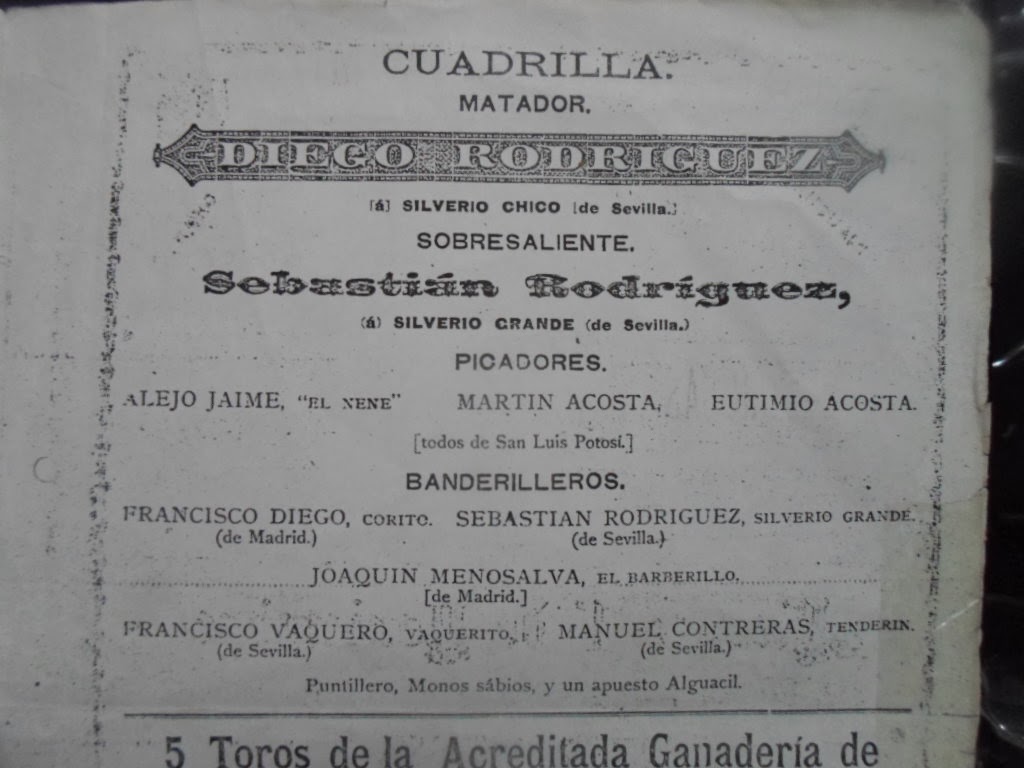 CUADRILLA.
MATADOR.
DIEGO RODRIGUEZ
[á] SILVERIO CHICO [de Sevilla.]
SOBRESALIENTE.
Sebastián Rodríguez,
(á) SILVERIO GRANDE (de Sevilla.)
PICADORES.
ALEJO JAIME, "EL NENE" MARTIN ACOSTA, EUTIMIO ACOSTA.
[todos de San Luis Potosí.]
BANDERILLEROS.
FRANCISCO DIEGO, CORITO. SEBASTIAN RODRIGUEZ, SILVERIO GRANDE.
(de Madrid.) (de Sevilla.)
JOAQUIN MENOSALVA, EL BARBERILLO.
[de Madrid.]
FRANCISCO VAQUERO, VAQUERITO, MANUEL CONTRERAS, TENDERIN.
(de Sevilla.) (de Sevilla.)
Puntillero, Monos sábios, y un apuesto Alguacil.
5 Toros de la Acreditada Ganadería de